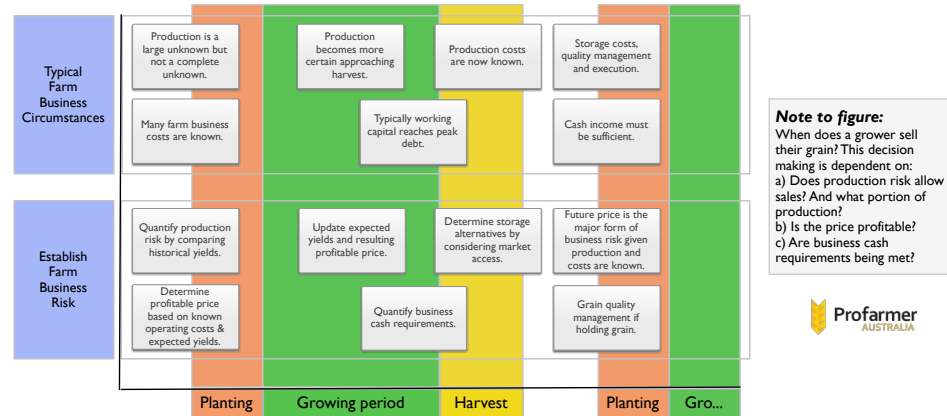 Typical
Farm
Business
Circumstances
Production is a
large unknown but
not a complete
unknown.
Production
becomes more
certain approaching
harvest.
Production costs
are now known.
Storage costs,
quality management
and execution.
Many farm business
costs are known.
Typically working
capital reaches peak
debt.
Cash income must
be sufficient.
Establish
Farm
Business
Risk
Quantify production
risk by comparing
historical yields.
Update expected
yields and resulting
profitable price.
Determine storage
alternatives by
considering market
access.
Future price is the
major form of
business risk given
production and
costs are known.
Determine
profitable price
based on known
operating costs &
expected yields.
Quantify business
cash requirements.
Grain quality
management if
holding grain.
Planting
Growing period
Harvest
Planting
Gro...
Note to figure:
When does a grower sell
their grain? This decision
making is dependent on:
a) Does production risk allow
sales? And what portion of
production?
b) Is the price profitable?
c) Are business cash
requirements being met?
Profarmer
AUSTRALIA